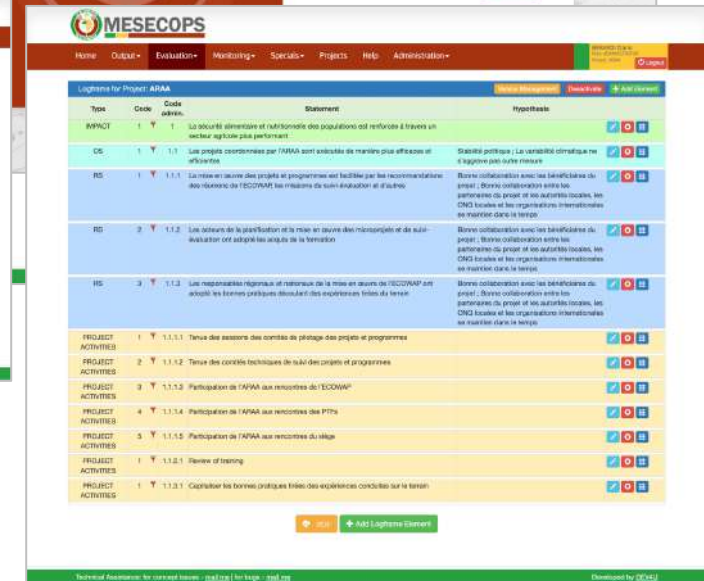 MESECOPS
Home Output Evaluation Monitoring Specials Projects Help Administration
Logout
Logframe for Project: ARAA Deactivate Add Element
Type Code Code admin. Statement Hypothesis
IMPACT 1 1 La sécurité alimentaire et nutritionnelle des populations est renforcée à travers un
secteur agricole plus performant
OS 1 1.1 Les projets coordonnées par l'ARAA sont exécutés de manière plus efficaces et
efficientes
Stabilité politique ; La variabilité climatique ne
s'aggrave pas outre mesure
RS 1 1.1.1 La mise en œuvre des projets et programmes est facilitée par les recommandations
des réunions de l'ECOWAP, les missions de suivi-évaluation et d'autres
Bonne collaboration avec les bénéficiaires du
projet ; Bonne collaboration entre les
partenaires du projet et les autorités locales, les
ONG locales et les organisations internationales
se maintien dans le temps
RS 2 1.1.2 Les acteurs de la planification et la mise en œuvre des microprojets et de suivi-
évaluation ont adopté les acquis de la formation
Bonne collaboration avec les bénéficiaires du
projet ; Bonne collaboration entre les
partenaires du projet et les autorités locales, les
ONG locales et les organisations internationales
se maintien dans le temps
RS 3 1.1.3 Les responsables régionaux et nationaux de la mise en œuvre de l'ECOWAP ont
adopté les bonnes pratiques découlant des expériences tirées du terrain
Bonne collaboration avec les bénéficiaires du
projet ; Bonne collaboration entre les
partenaires du projet et les autorités locales, les
ONG locales et les organisations internationales
se maintien dans le temps
PROJECT ACTIVITIES 1 1.1.1.1 Tenue des sessions des comités de pilotage des projets et programmes
PROJECT ACTIVITIES 2 1.1.1.2 Tenue des comités techniques de suivi des projets et programmes
PROJECT ACTIVITIES 3 1.1.1.3 Participation de l'ARAA aux rencontres de l'ECOWAP
PROJECT ACTIVITIES 4 1.1.1.4 Participation de l'ARAA aux rencontres des PTFs
PROJECT ACTIVITIES 5 1.1.1.5 Participation de l'ARAA aux rencontres du siège
PROJECT ACTIVITIES 1 1.1.2.1 Review of training
PROJECT ACTIVITIES 1 1.1.3.1 Capitaliser les bonnes pratiques tirées des expériences conduites sur le terrain
Add Logframe Element
Technical Assistance: for concept issues - mail me | for bugs - mail me Developed by DEV4U